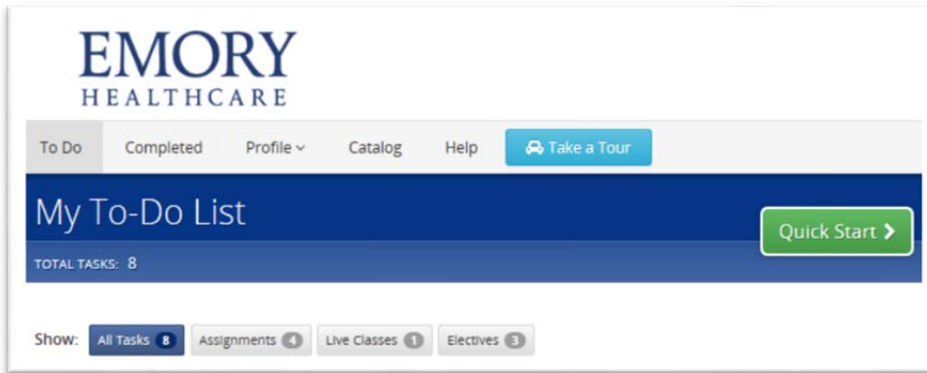 EMORY
HEALTHCARE
To Do Completed Profile Catalog Help Take a Tour
My To-Do List
Quick Start
TOTAL TASKS: 8
Show: All Tasks 8 Assignments 4 Live Classes 1 Electives 3